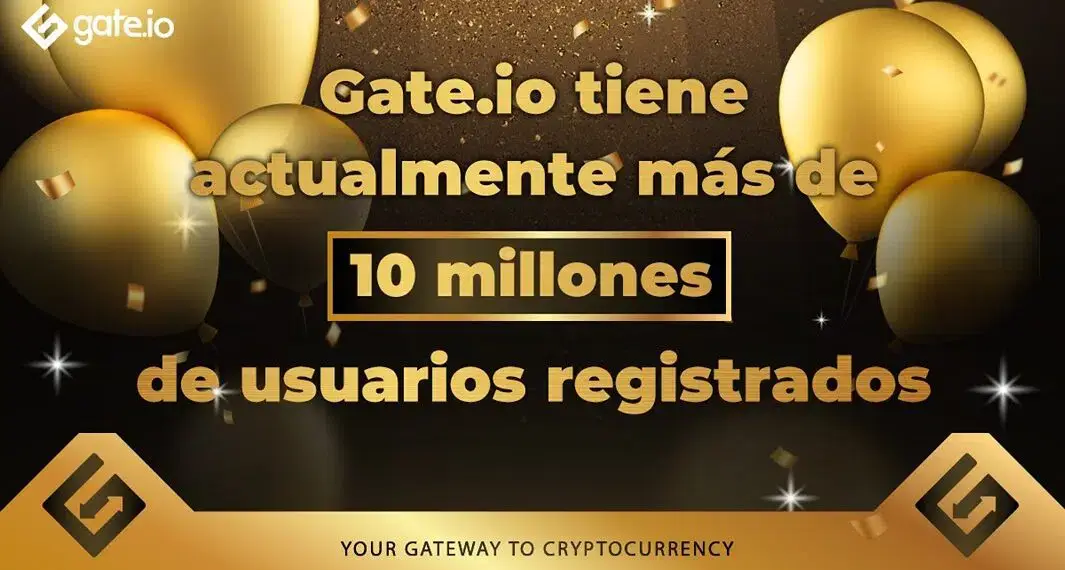 gate.io
Gate.io tiene
actualmente más de
10 millones
de usuarios registrados
YOUR GATEWAY TO CRYPTOCURRENCY